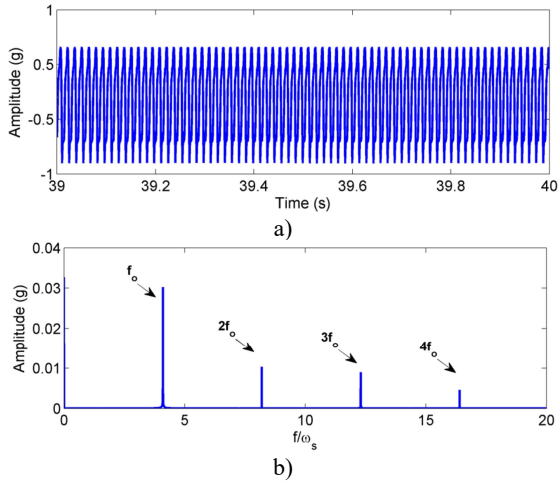 1
0.5
-0.5
-1
Amplitude (g)
39 39.2 39.4 39.6 39.8 40
Time (s)
a)
0.04
0.03
0.02
0.01
0
Amplitude (g)
fₒ
2fₒ
3fₒ
4fₒ
0 5 10 15 20
f/ωₛ
b)